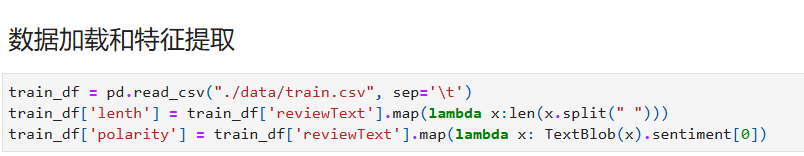 数据加载和特征提取
train_df = pd.read_csv("./data/train.csv", sep='\t')
train_df['lenth'] = train_df['reviewText'].map(lambda x:len(x.split(" ")))
train_df['polarity'] = train_df['reviewText'].map(lambda x: TextBlob(x).sentiment[0])